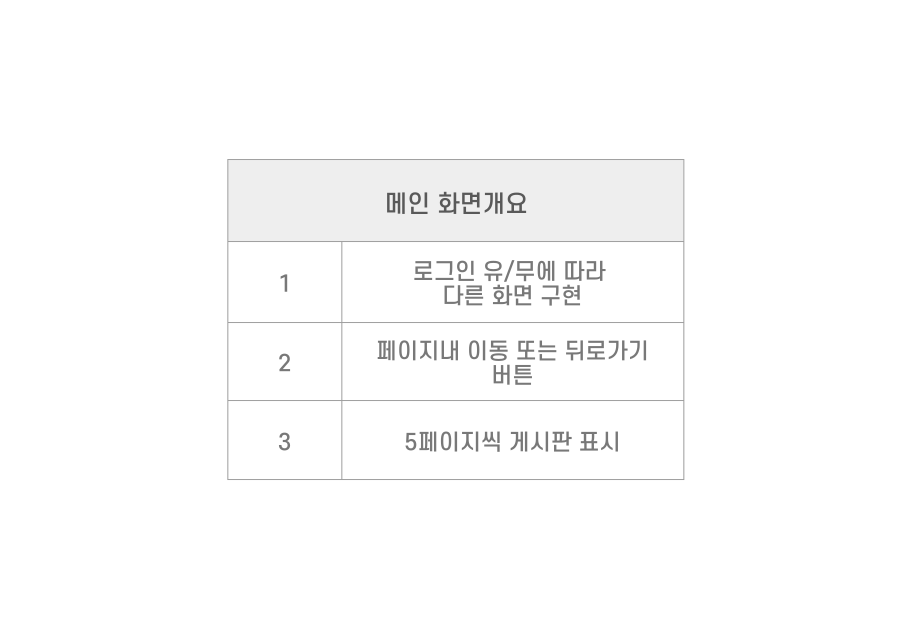 메인 화면개요
1
로그인 유/무에 따라
다른 화면 구현
2
페이지내 이동 또는 뒤로가기
버튼
3
5페이지씩 게시판 표시